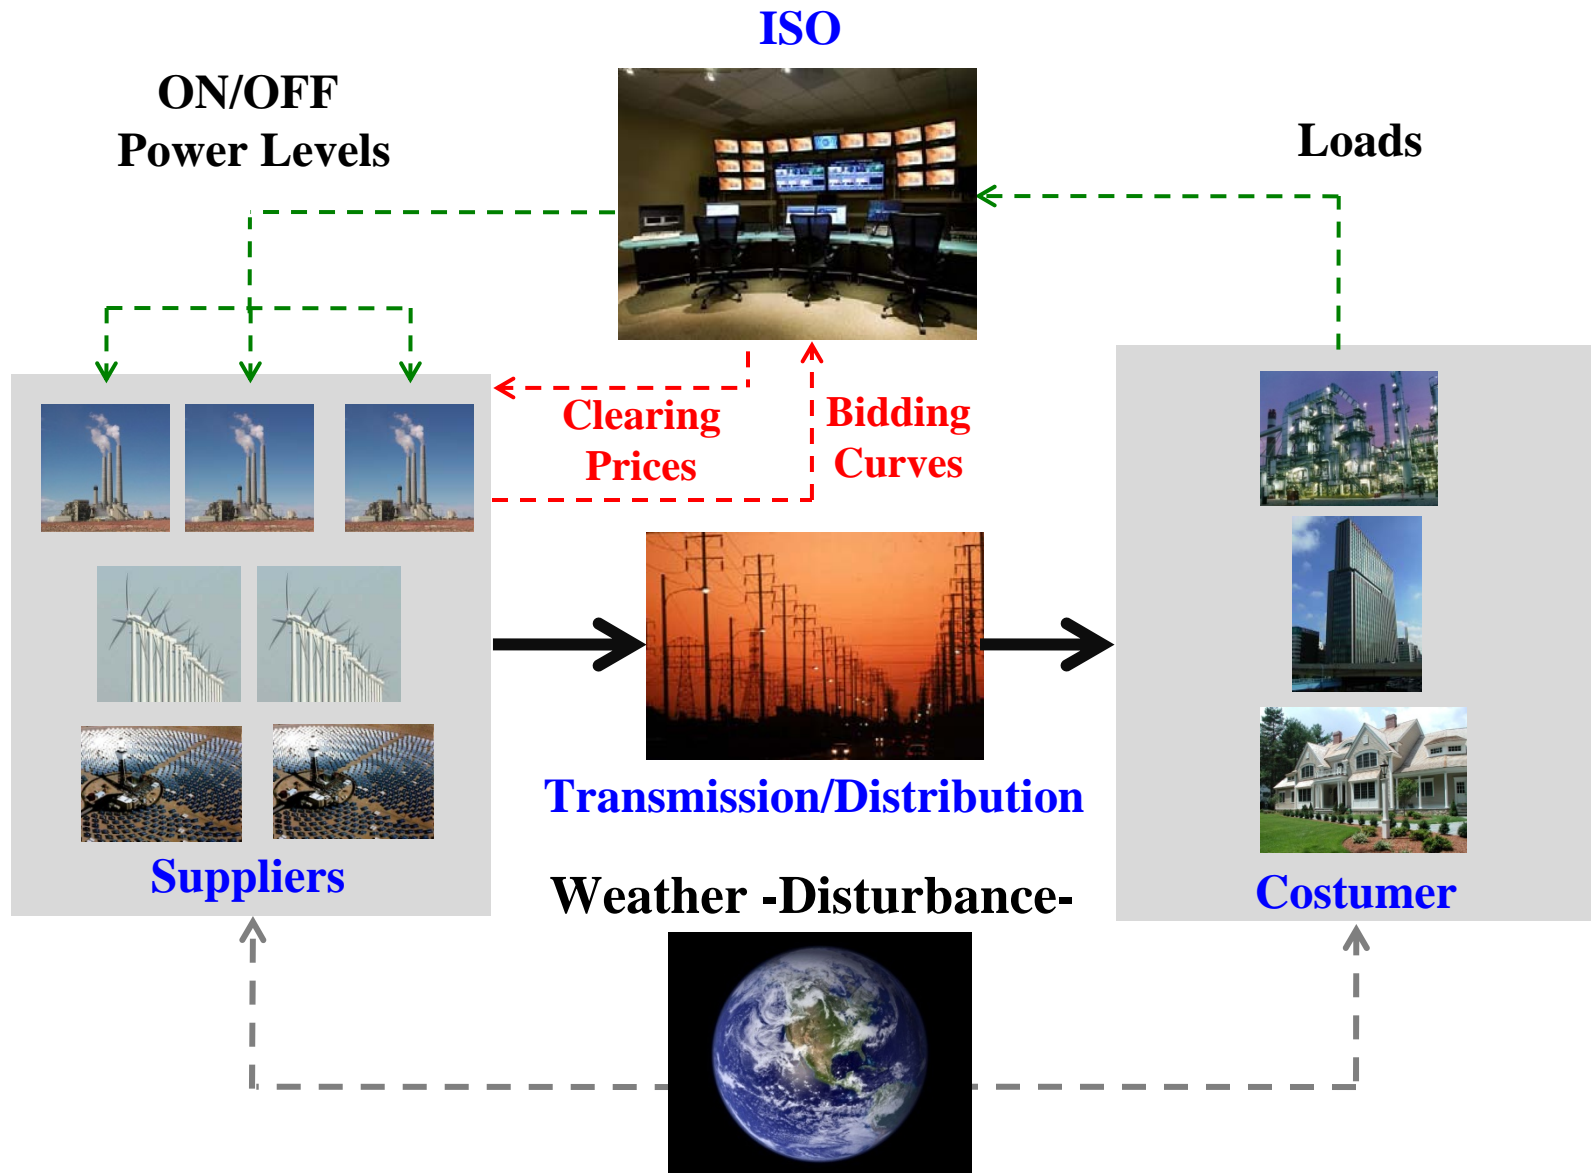 ISO
ON/OFF
Power Levels
Loads
Clearing
Prices
Bidding
Curves
Transmission/Distribution
Suppliers
Costumer
Weather -Disturbance-